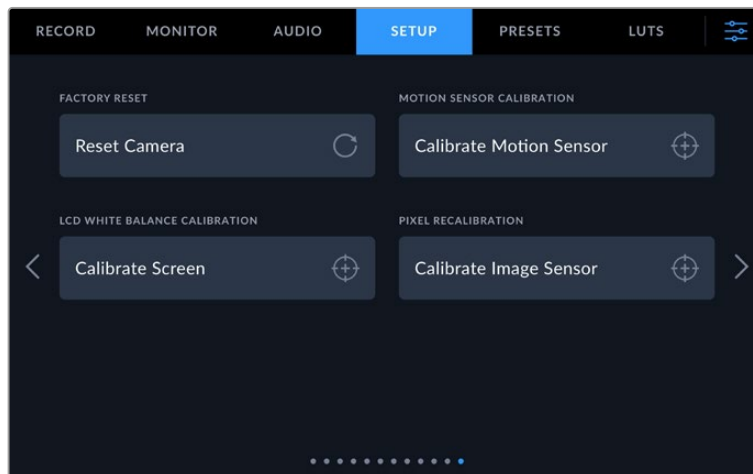 RECORD MONITOR AUDIO SETUP PRESETS LUTS
FACTORY RESET MOTION SENSOR CALIBRATION
Reset Camera Calibrate Motion Sensor
LCD WHITE BALANCE CALIBRATION PIXEL RECALIBRATION
Calibrate Screen Calibrate Image Sensor